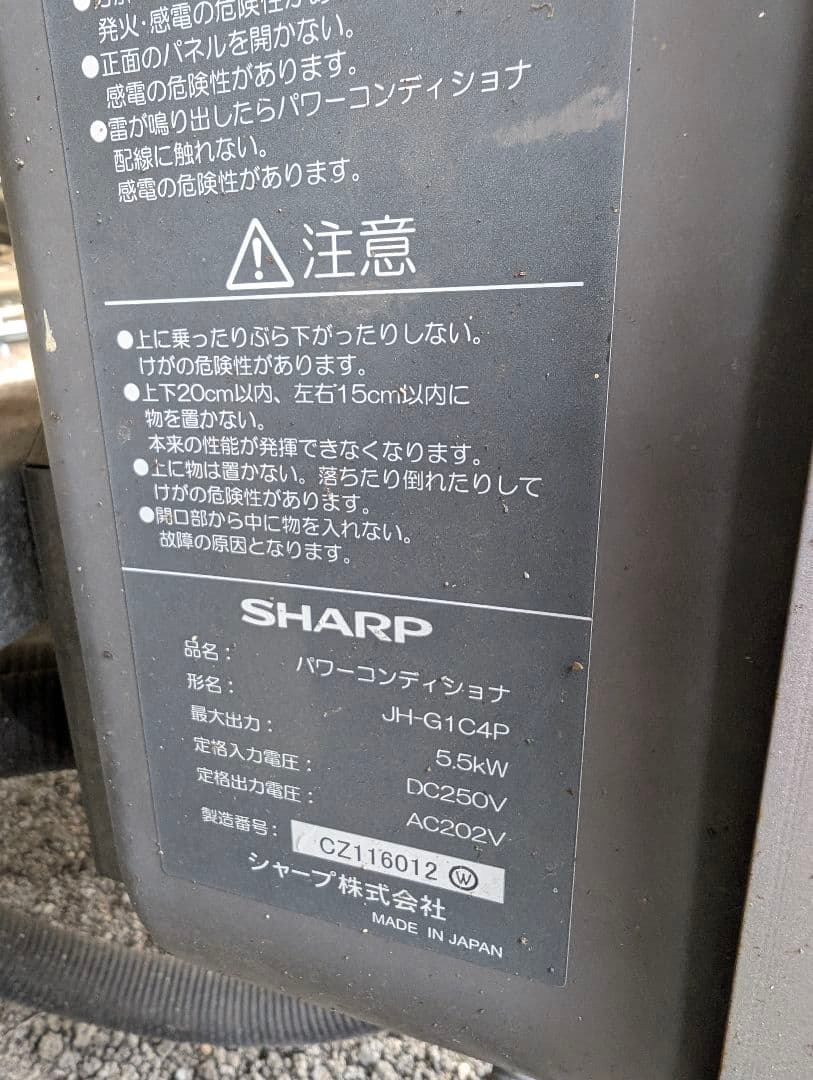 発火・感電の危険性があ
●正面のパネルを開かない。
感電の危険性があります。
●雷が鳴り出したらパワーコンディショナ
配線に触れない。
感電の危険性があります。
注意
●上に乗ったりぶら下がったりしない。
けがの危険性があります。
●上下20cm以内、左右15cm以内に
物を置かない。
本来の性能が発揮できなくなります。
●上に物は置かない。落ちたり倒れたりして
けがの危険性があります。
●開口部から中に物を入れない。
故障の原因となります。
SHARP
品名： パワーコンディショナ
形名： JH-G1C4P
最大出力： 5.5kW
定格入力電圧： DC250V
定格出力電圧： AC202V
製造番号： CZ116012 Ⓦ
シャープ株式会社
MADE IN JAPAN